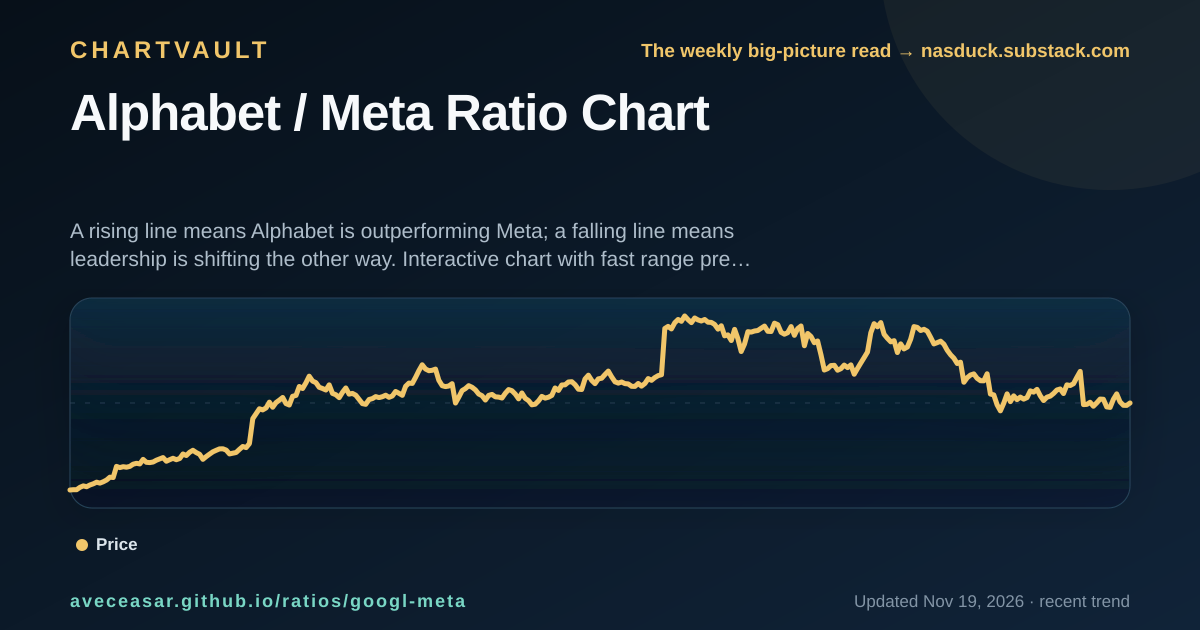 CHARTVAULT
The weekly big-picture read → nasduck.substack.com
Alphabet / Meta Ratio Chart
A rising line means Alphabet is outperforming Meta; a falling line means
leadership is shifting the other way. Interactive chart with fast range pre…
Price
aveceasar.github.io/ratios/googl-meta
Updated Nov 19, 2026 · recent trend